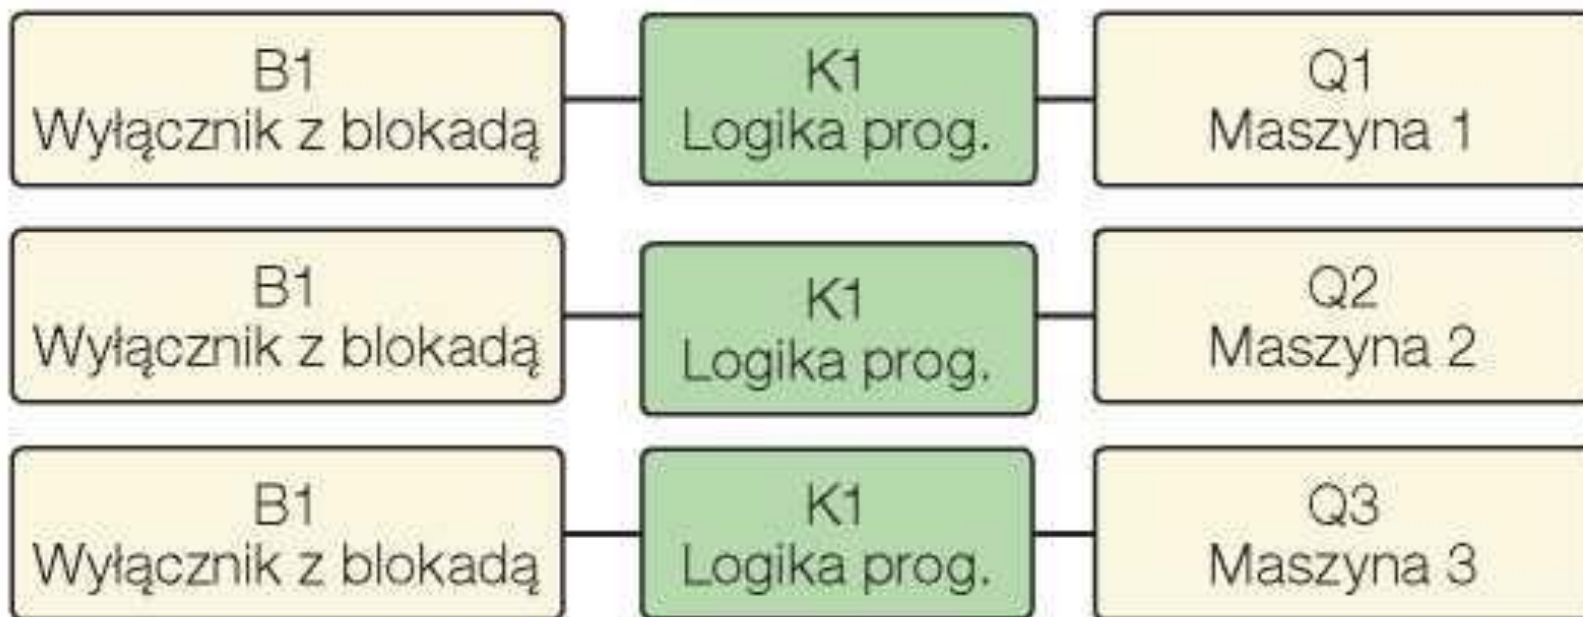 B1
Wyłącznik z blokadą
K1
Logika prog.
Q1
Maszyna 1
B1
Wyłącznik z blokadą
K1
Logika prog.
Q2
Maszyna 2
B1
Wyłącznik z blokadą
K1
Logika prog.
Q3
Maszyna 3